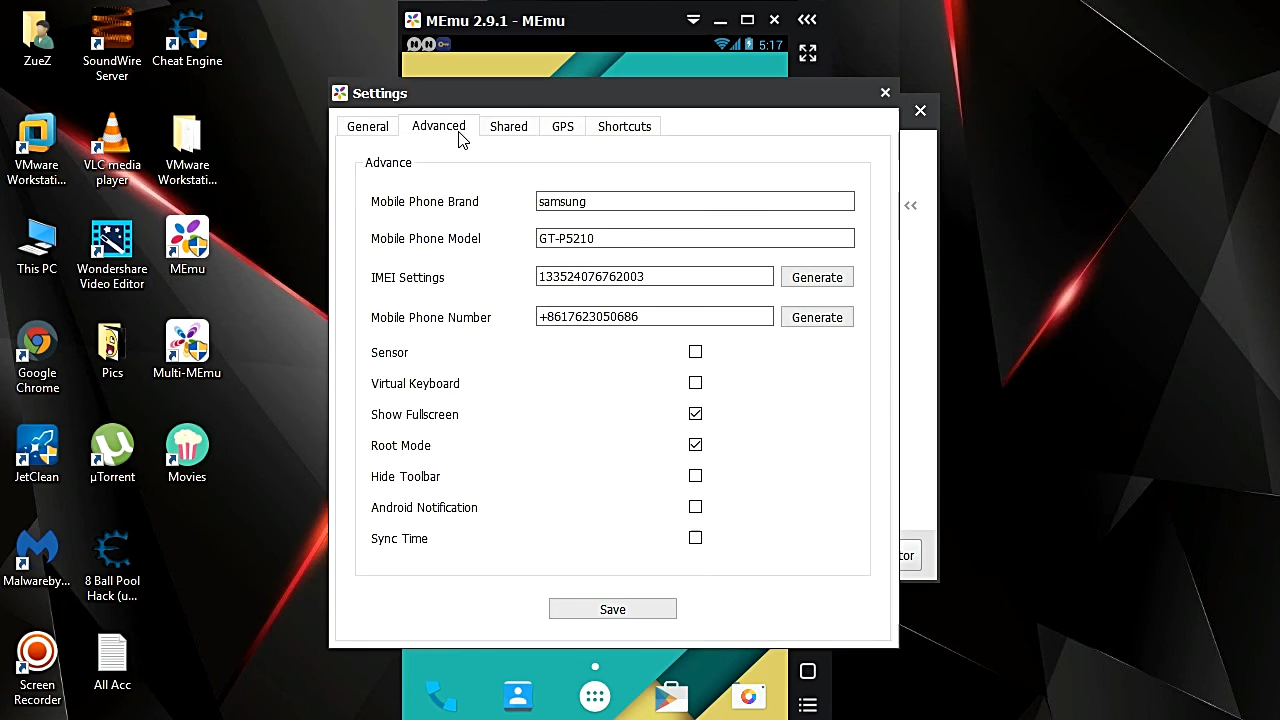 MEmu 2.9.1 - MEmu
5:17
ZueZ
SoundWire
Server
Cheat Engine
VMware
Workstati...
VLC media
player
VMware
Workstati...
This PC
Wondershare
Video Editor
MEmu
Google
Chrome
Pics
Multi-MEmu
JetClean
µTorrent
Movies
Malwareby...
8 Ball Pool
Hack (u...
Screen
Recorder
All Acc
Settings
General
Advanced
Shared
GPS
Shortcuts
Advance
Mobile Phone Brand
samsung
Mobile Phone Model
GT-P5210
IMEI Settings
133524076762003
Generate
Mobile Phone Number
+8617623050686
Generate
Sensor
Virtual Keyboard
Show Fullscreen
Root Mode
Hide Toolbar
Android Notification
Sync Time
Save
<<
tor